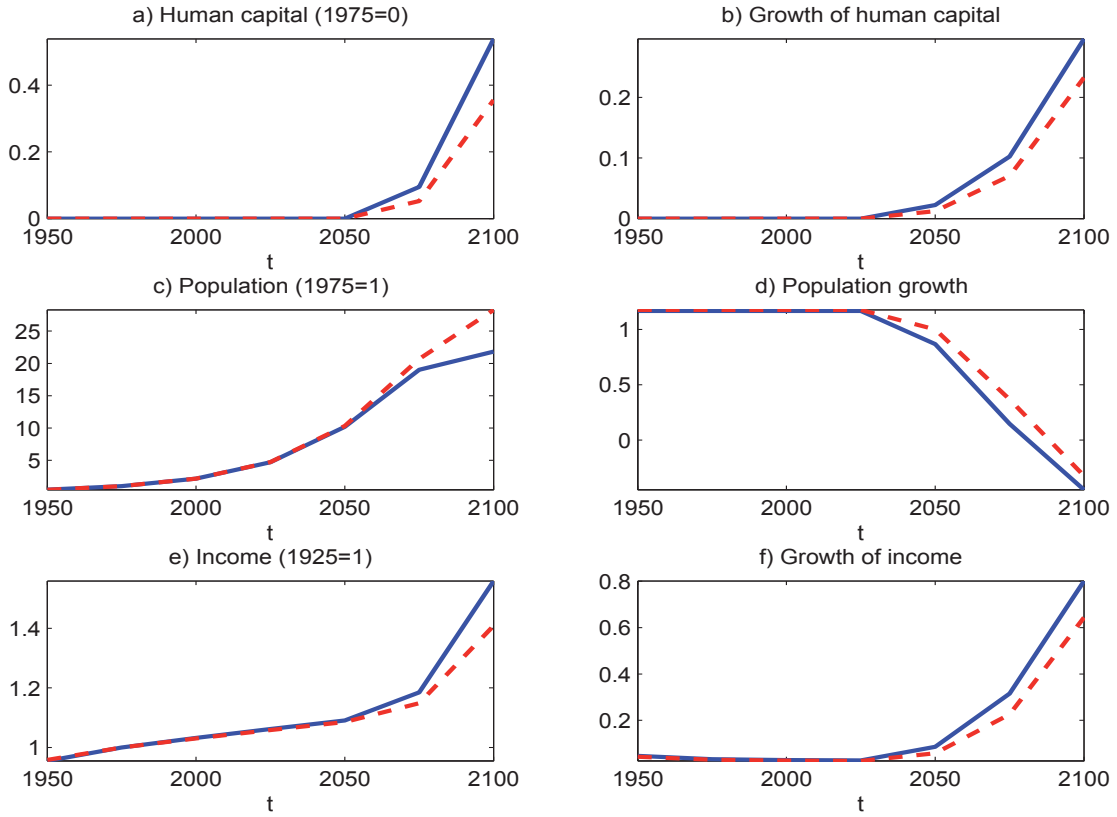 a) Human capital (1975=0)
0.4
0.2
0
1950 2000 2050 2100
t
b) Growth of human capital
0.2
0.1
0
1950 2000 2050 2100
t
c) Population (1975=1)
25
20
15
10
5
1950 2000 2050 2100
t
d) Population growth
1
0.5
0
1950 2000 2050 2100
t
e) Income (1925=1)
1.4
1.2
1
1950 2000 2050 2100
t
f) Growth of income
0.8
0.6
0.4
0.2
1950 2000 2050 2100
t